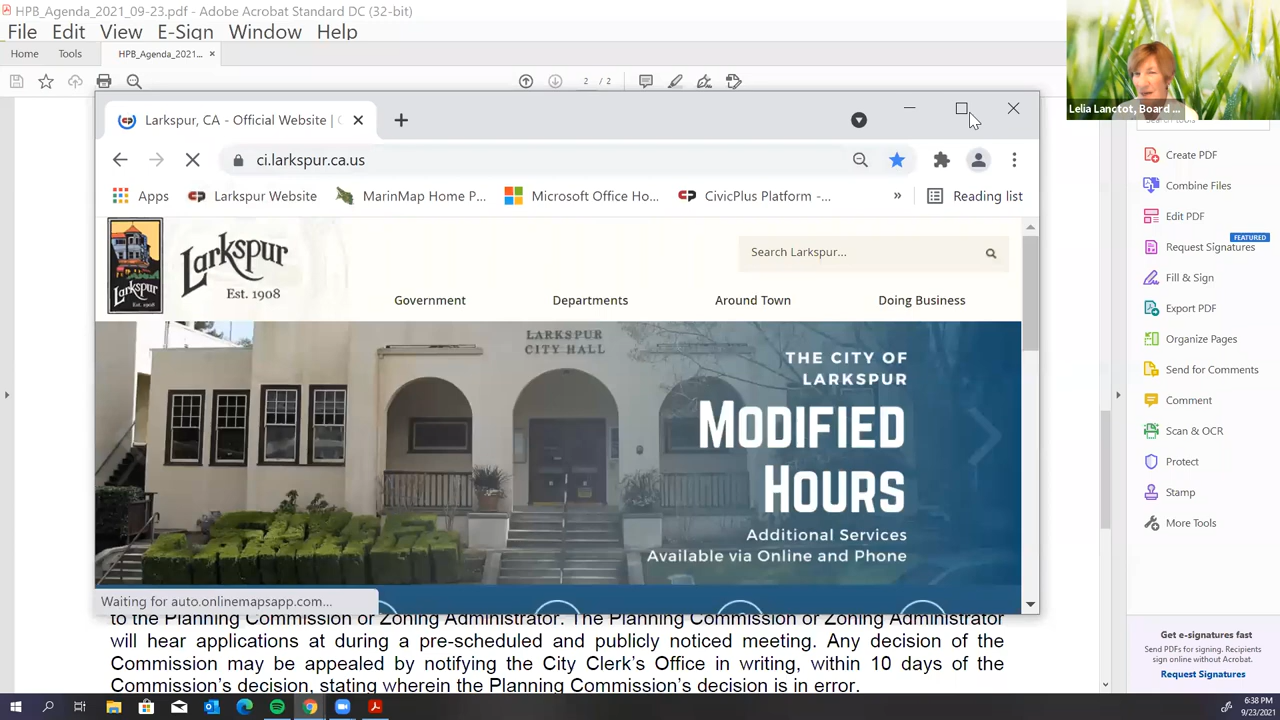 HPB_Agenda_2021_09-23.pdf - Adobe Acrobat Standard DC (32-bit)
File Edit View E-Sign Window Help
Home Tools HPB_Agenda_2021... ×
2 / 2
Lelia Lanctot, Board ...
Search tools
Larkspur, CA - Official Website |
ci.larkspur.ca.us
Apps Larkspur Website MarinMap Home P... Microsoft Office Ho... CivicPlus Platform -... » Reading list
Larkspur
Larkspur
Est. 1908
Search Larkspur...
Government Departments Around Town Doing Business
LARKSPUR
CITY HALL
THE CITY OF
LARKSPUR
MODIFIED
HOURS
Additional Services
Available via Online and Phone
Waiting for auto.onlinemapsapp.com...
to the Planning Commission or Zoning Administrator. The Planning Commission or Zoning Administrator
will hear applications at during a pre-scheduled and publicly noticed meeting. Any decision of the
Commission may be appealed by notifying the City Clerk's Office in writing, within 10 days of the
Commission's decision, stating wherein the Planning Commission's decision is in error.
Create PDF
Combine Files
Edit PDF
FEATURED
Request Signatures
Fill & Sign
Export PDF
Organize Pages
Send for Comments
Comment
Scan & OCR
Protect
Stamp
More Tools
Get e-signatures fast
Send PDFs for signing. Recipients
sign online without Acrobat.
Request Signatures
6:38 PM
9/23/2021